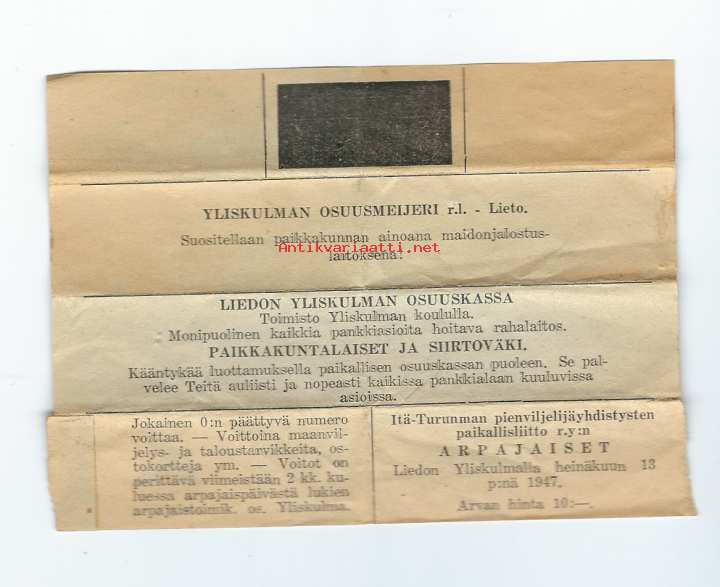 YLISKULMAN OSUUSMEIJERI r.l. - Lieto.
Suositellaan paikkakunnan ainoana maidonjalostus-
Antikvariaatti.net
laitoksena!
LIEDON YLISKULMAN OSUUSKASSA
Toimisto Yliskulman koululla.
Monipuolinen kaikkia pankkiasioita hoitava rahalaitos.
PAIKKAKUNTALAISET JA SIIRTOVÄKI.
Kääntykää luottamuksella paikallisen osuuskassan puoleen. Se pal-
velee Teitä auliisti ja nopeasti kaikissa pankkialaan kuuluvissa
asioissa.
Jokainen 0:n päättyvä numero
voittaa. — Voittoina maanvil-
jelys- ja taloustarvikkeita, os-
tokortteja ym. — Voitot on
perittävä viimeistään 2 kk. ku-
luessa arpajaispäivästä lukien
arpajaistoimik. os. Yliskulma.
Itä-Turunman pienviljelijäyhdistysten
paikallisliitto r.y:n
ARPAJAISET
Liedon Yliskulmalla heinäkuun 13
p:nä 1947.
Arvan hinta 10:—.